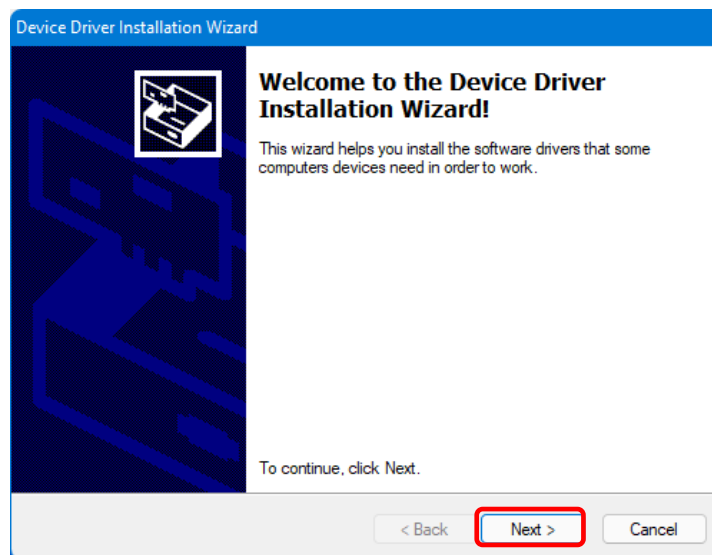 Device Driver Installation Wizard
Welcome to the Device Driver
Installation Wizard!
This wizard helps you install the software drivers that some
computers devices need in order to work.
To continue, click Next.
< Back
Next >
Cancel